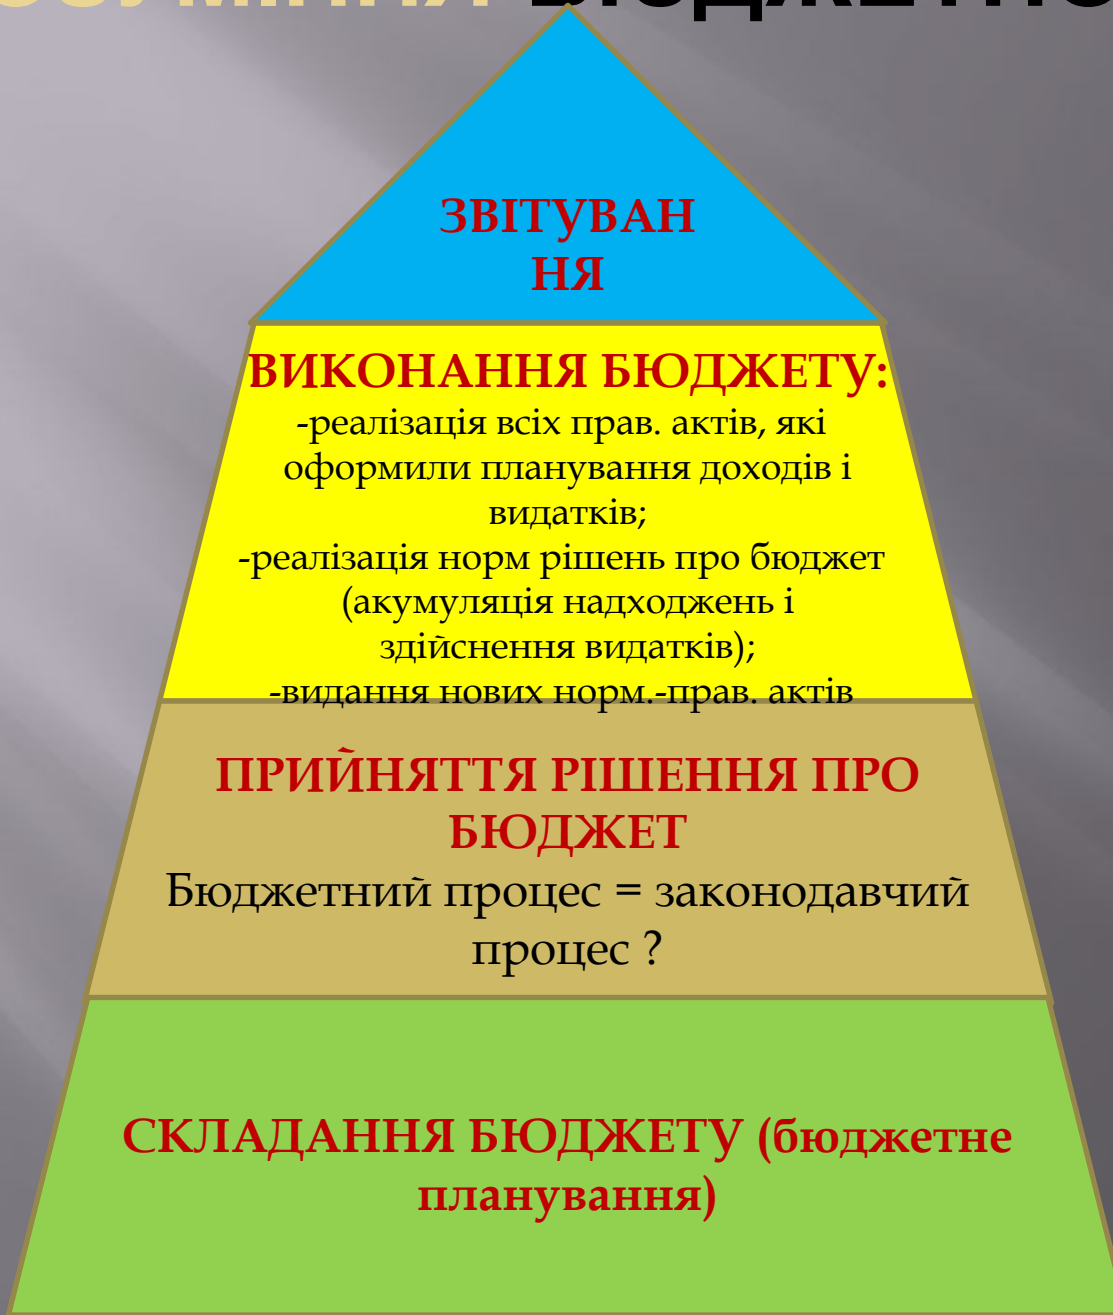 ЗВІТУВАН
НЯ
ВИКОНАННЯ БЮДЖЕТУ:
-реалізація всіх прав. актів, які
оформили планування доходів і
видатків;
-реалізація норм рішень про бюджет
(акумуляція надходжень і
здійснення видатків);
-видання нових норм.-прав. актів
ПРИЙНЯТТЯ РІШЕННЯ ПРО
БЮДЖЕТ
Бюджетний процес = законодавчий
процес ?
СКЛАДАННЯ БЮДЖЕТУ (бюджетне
планування)